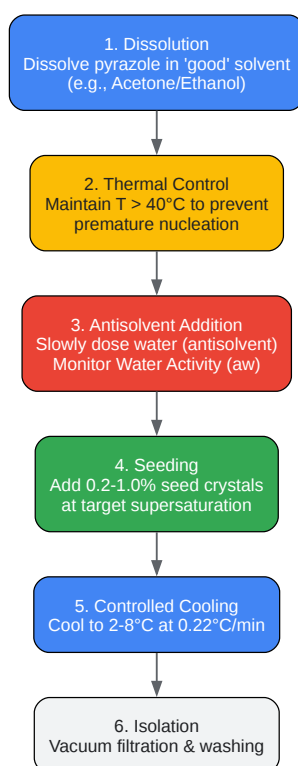 1. Dissolution
Dissolve pyrazole in 'good' solvent
(e.g., Acetone/Ethanol)
2. Thermal Control
Maintain T > 40°C to prevent
premature nucleation
3. Antisolvent Addition
Slowly dose water (antisolvent)
Monitor Water Activity (aw)
4. Seeding
Add 0.2-1.0% seed crystals
at target supersaturation
5. Controlled Cooling
Cool to 2-8°C at 0.22°C/min
6. Isolation
Vacuum filtration & washing